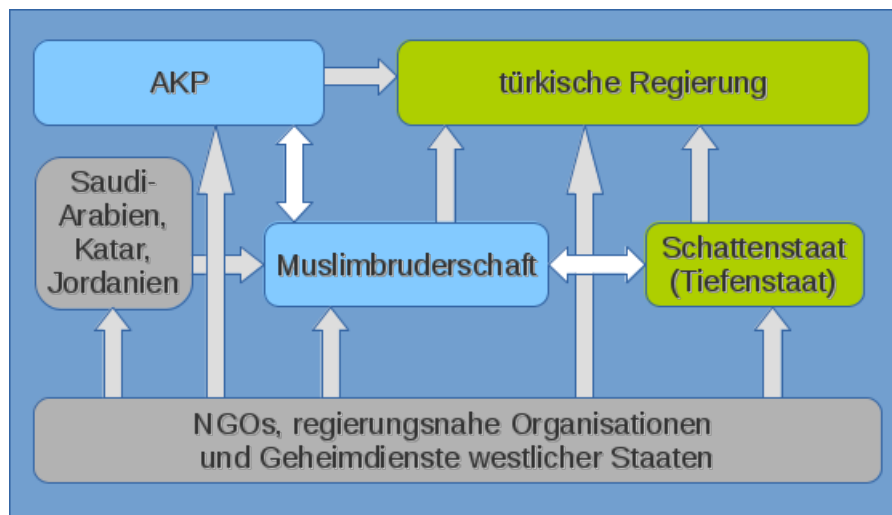 AKP
türkische Regierung
Saudi-
Arabien,
Katar,
Jordanien
Muslimbruderschaft
Schattenstaat
(Tiefenstaat)
NGOs, regierungsnahe Organisationen
und Geheimdienste westlicher Staaten